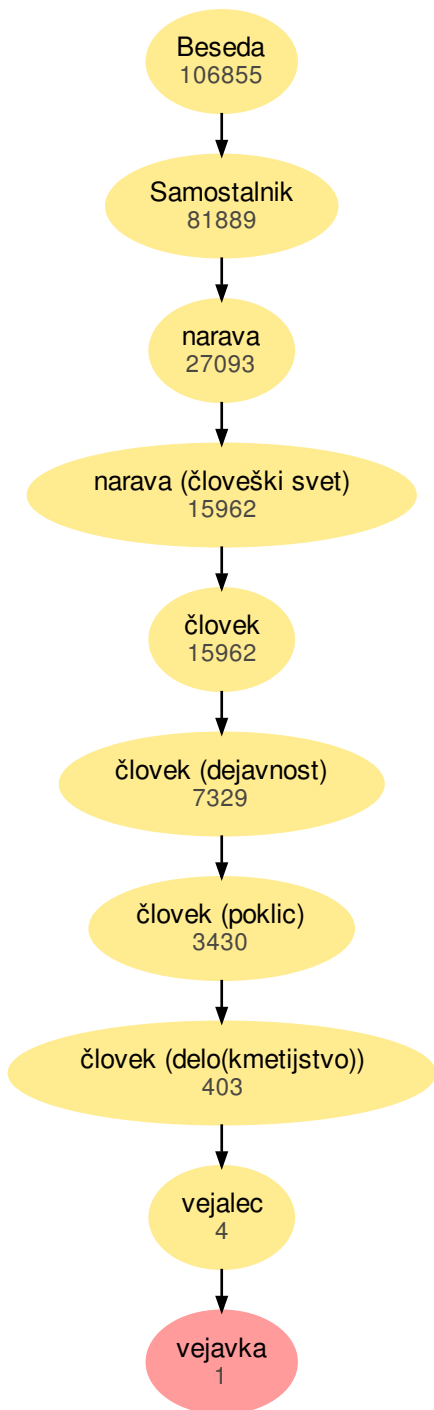 Beseda
106855
Samostalnik
81889
narava
27093
narava (človeški svet)
15962
človek
15962
človek (dejavnost)
7329
človek (poklic)
3430
človek (delo(kmetijstvo))
403
vejalec
4
vejavka
1